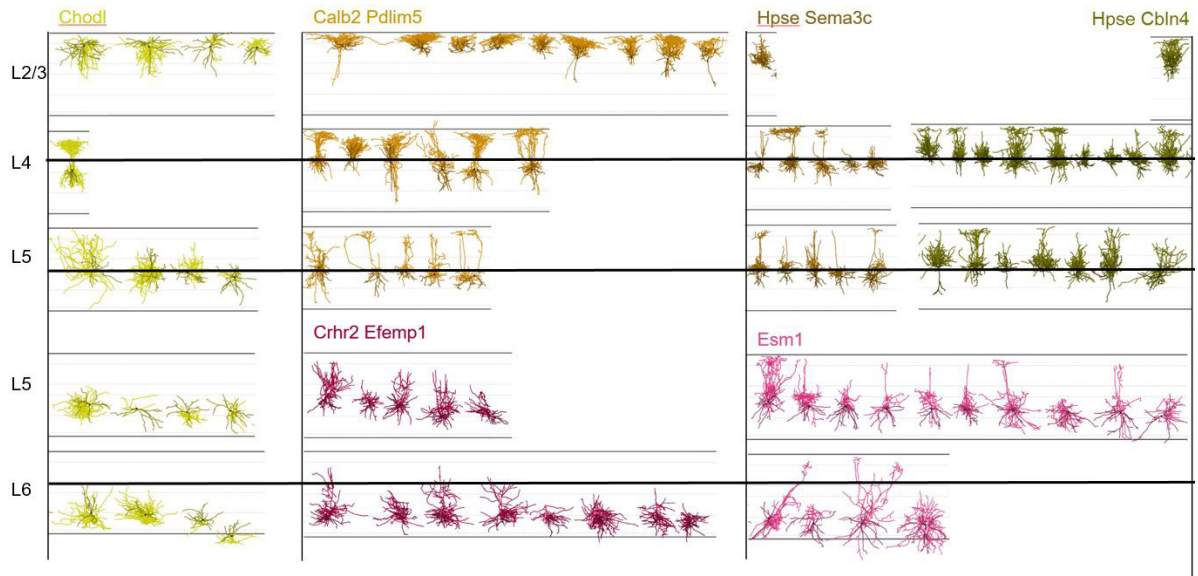 Chodl
Calb2 Pdlim5
Hpse Sema3c
Hpse Cbln4
L2/3
L4
L5
Crhr2 Efemp1
Esm1
L5
L6